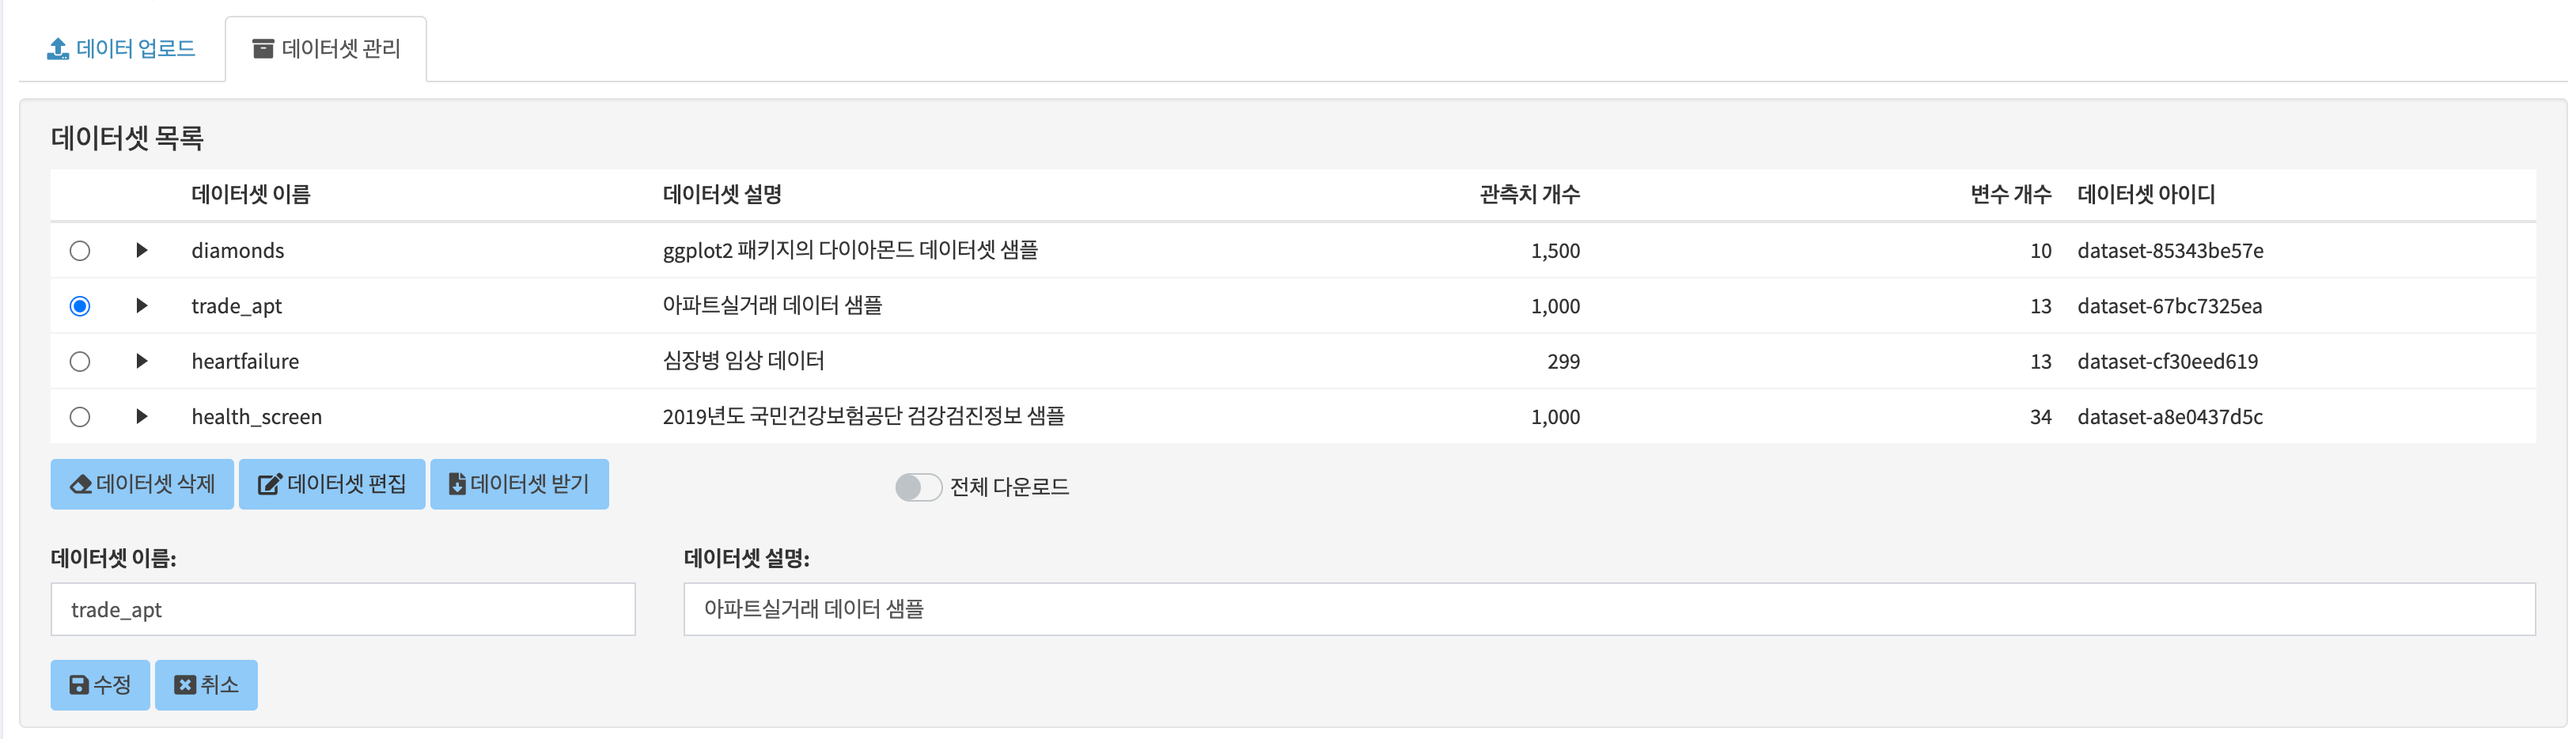 데이터 업로드 데이터셋 관리
데이터셋 목록
데이터셋 이름 데이터셋 설명 관측치 개수 변수 개수 데이터셋 아이디
diamonds ggplot2 패키지의 다이아몬드 데이터셋 샘플 1,500 10 dataset-85343be57e
trade_apt 아파트실거래 데이터 샘플 1,000 13 dataset-67bc7325ea
heartfailure 심장병 임상 데이터 299 13 dataset-cf30eed619
health_screen 2019년도 국민건강보험공단 검강검진정보 샘플 1,000 34 dataset-a8e0437d5c
데이터셋 삭제 데이터셋 편집 데이터셋 받기 전체 다운로드
데이터셋 이름: 데이터셋 설명:
trade_apt 아파트실거래 데이터 샘플
수정 취소